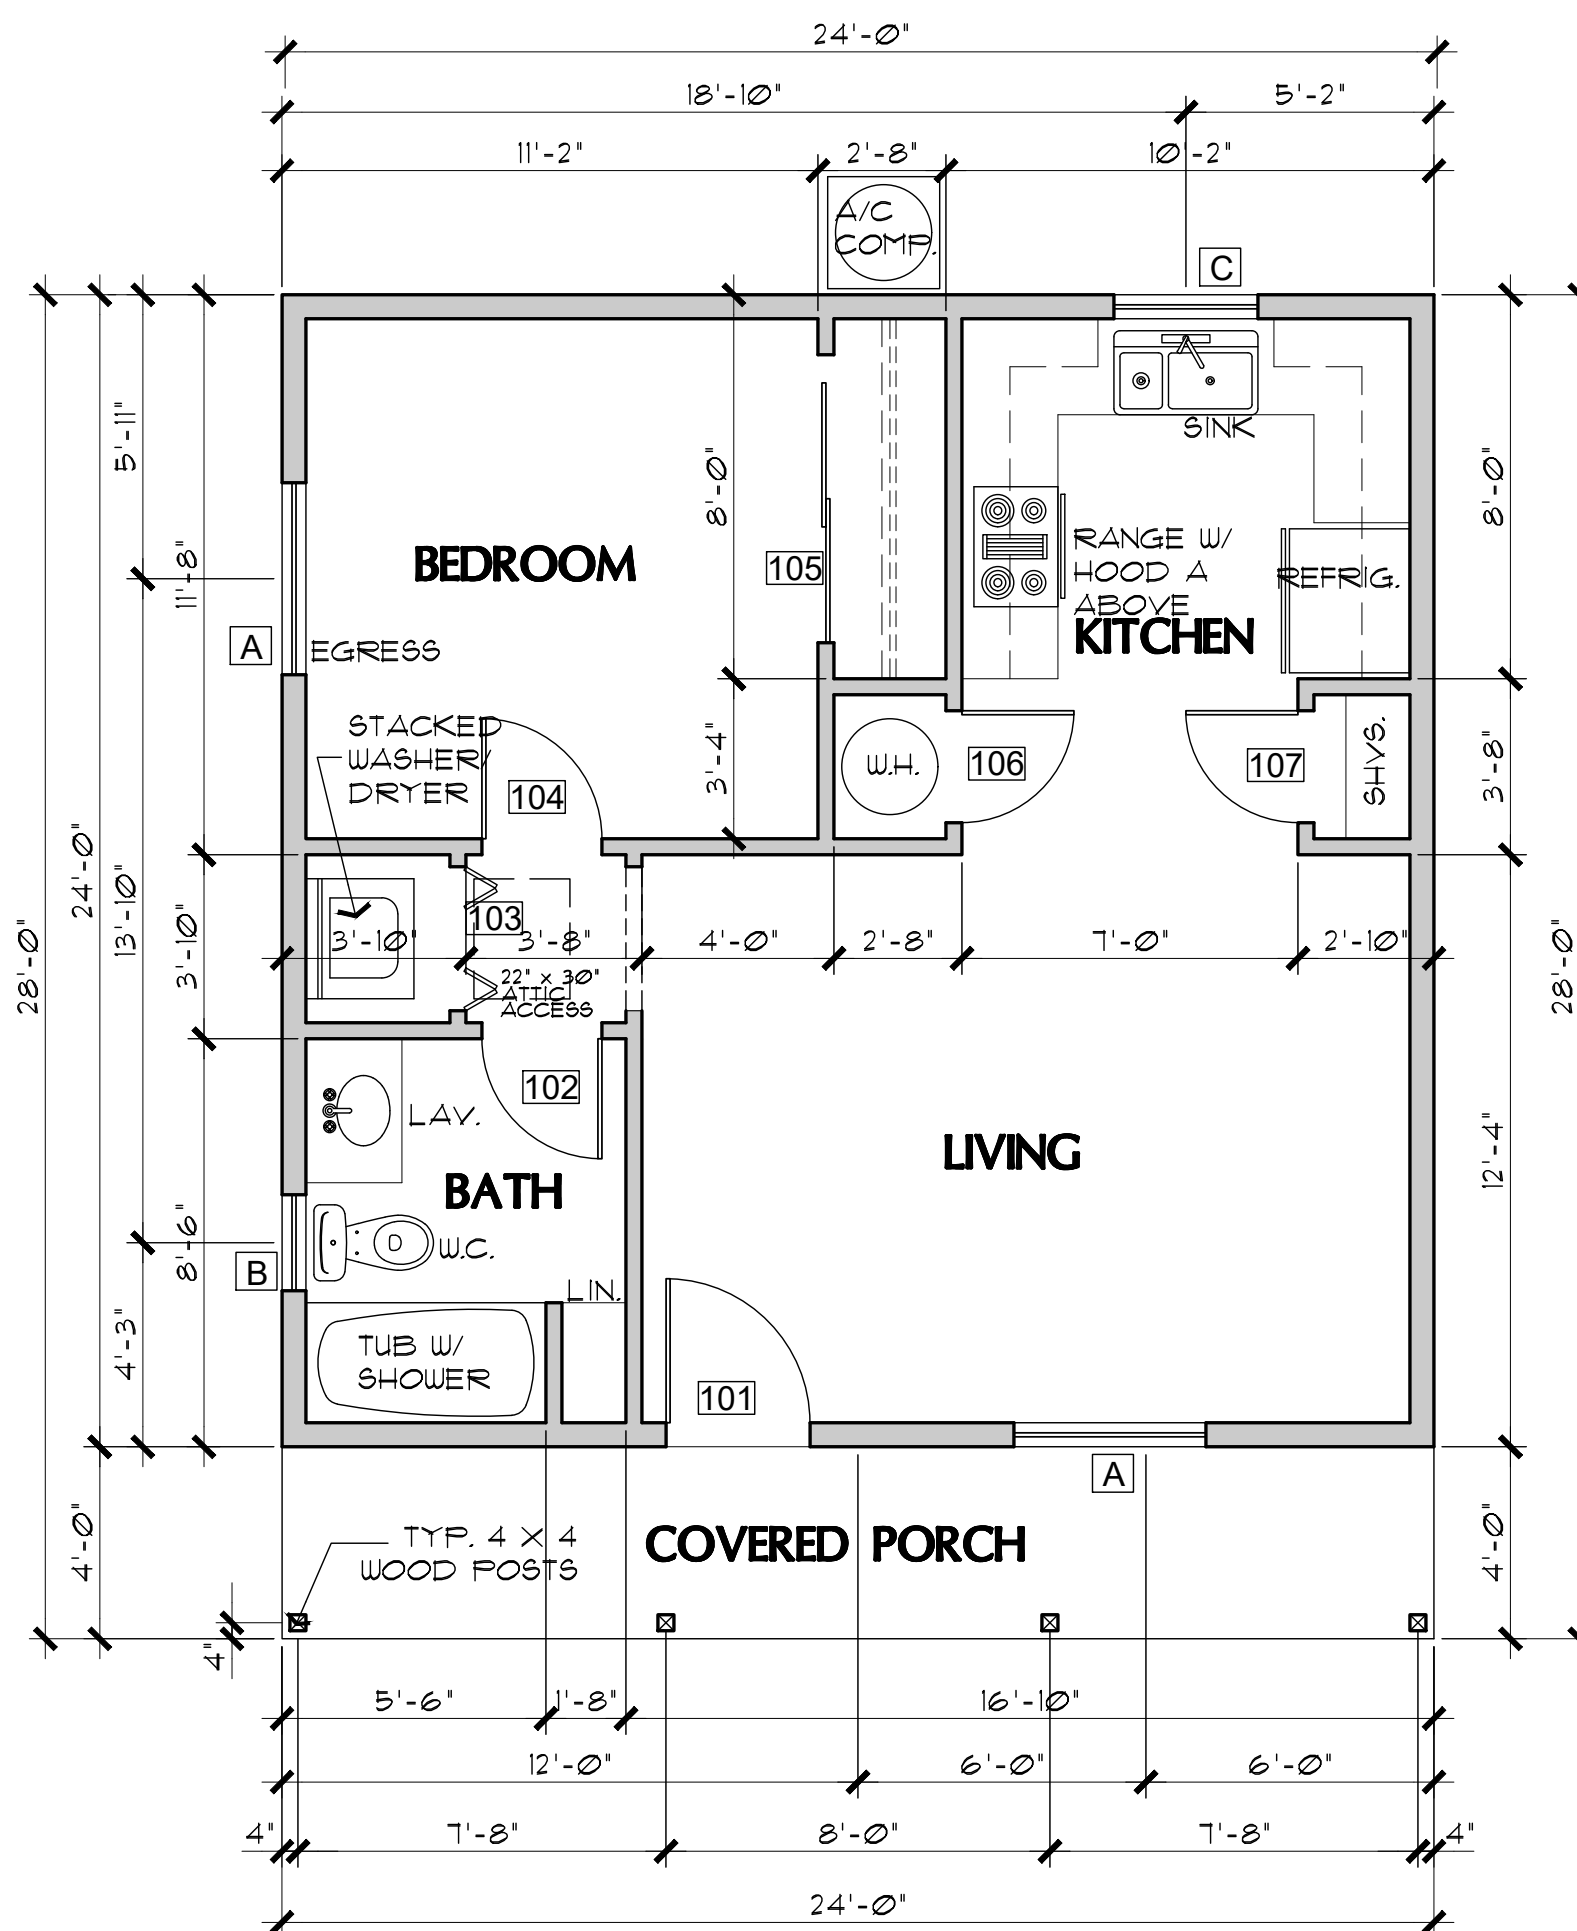 24'-0"
18'-10" 5'-2"
11'-2" 2'-8" 10'-2"
A/C
COMP.
C
5'-11"
11'-8"
24'-0"
28'-0"
13'-10"
3'-10"
8'-6"
4'-3"
4'-0"
4"
SINK
8'-0"
8'-0"
BEDROOM
105
RANGE W/
HOOD A
ABOVE
REFRIG.
KITCHEN
A
EGRESS
STACKED
WASHER/
DRYER
104
3'-4"
W.H.
106
107
SHVS.
3'-8"
103
3'-10" 3'-8" 4'-0" 2'-8" 7'-0" 2'-10"
28'-0"
22" x 30"
ATTIC
ACCESS
102
LAV.
BATH
LIVING
12'-4"
W.C.
B
LIN.
TUB W/
SHOWER
101
A
TYP. 4 X 4
WOOD POSTS
COVERED PORCH
4'-0"
5'-6" 1'-8" 16'-10"
12'-0" 6'-0" 6'-0"
4" 7'-8" 8'-0" 7'-8" 4"
24'-0"